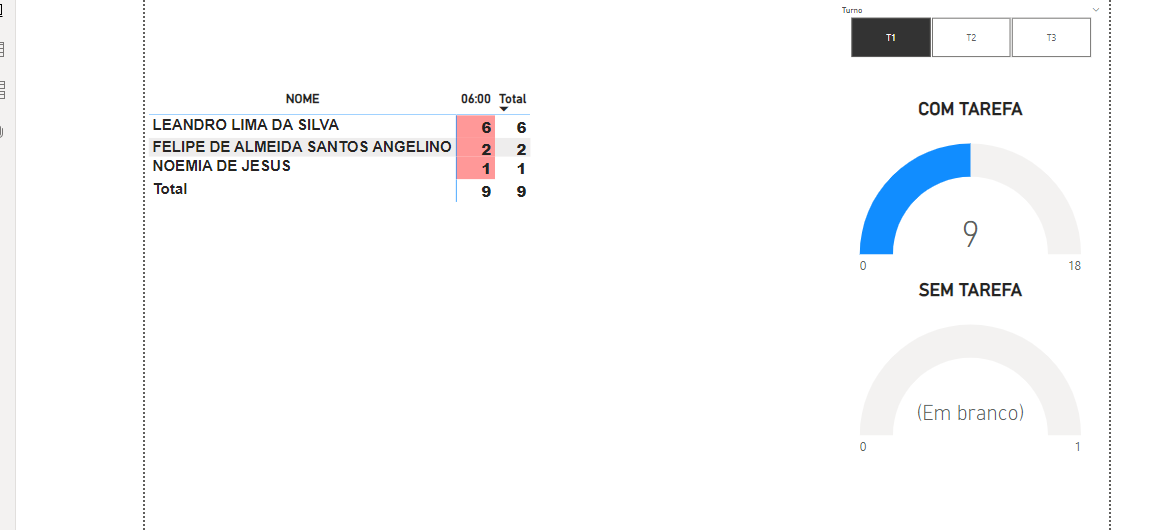 Turno
T1 T2 T3
NOME 06:00 Total
LEANDRO LIMA DA SILVA 6 6
FELIPE DE ALMEIDA SANTOS ANGELINO 2 2
NOEMIA DE JESUS 1 1
Total 9 9
COM TAREFA
9
0 18
SEM TAREFA
(Em branco)
0 1